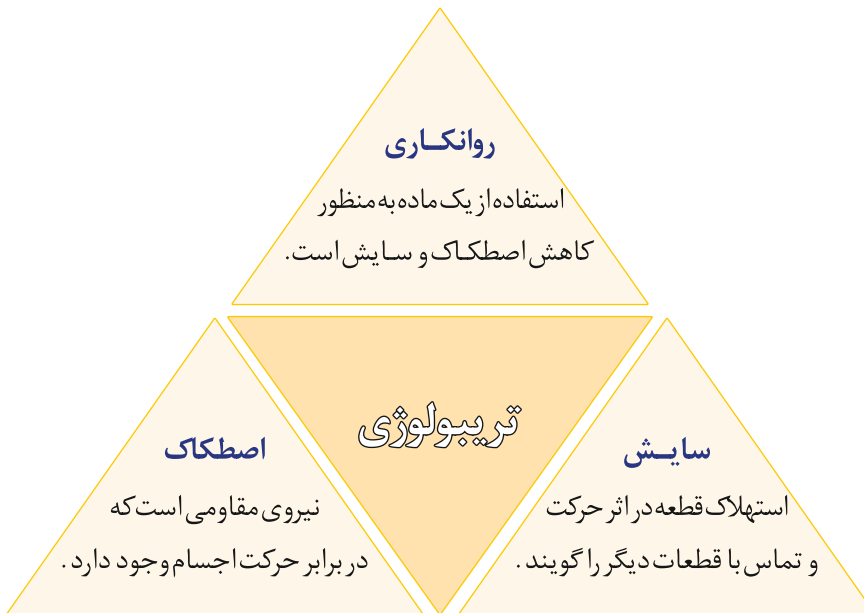 روانکاری
استفاده از یک ماده به منظور
کاهش اصطکاک و سایش است.
تریبولوژی
سایش
استهلاک قطعه در اثر حرکت
و تماس با قطعات دیگر را گویند.
اصطکاک
نیروی مقاومی است که
در برابر حرکت اجسام وجود دارد.